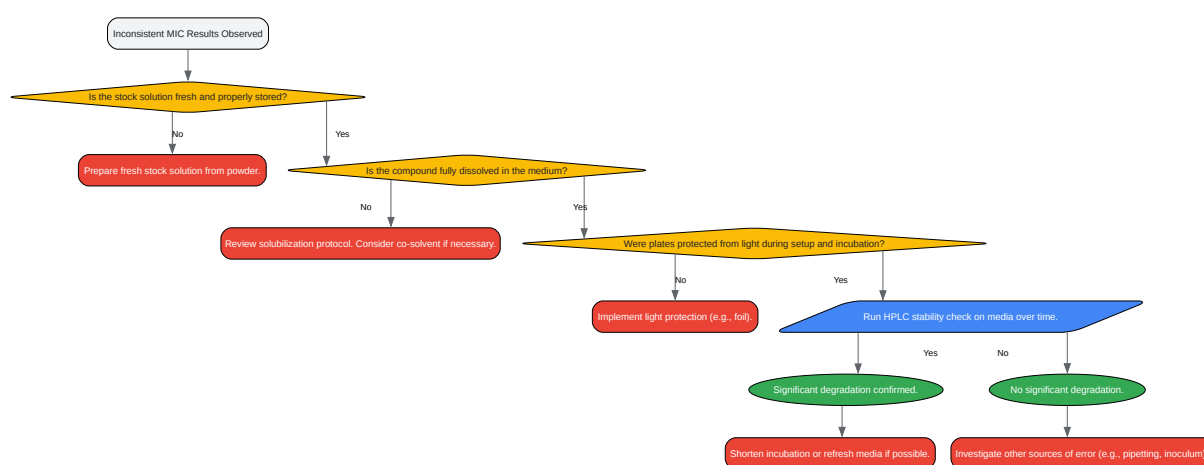 Inconsistent MIC Results Observed
Is the stock solution fresh and properly stored?
No
Yes
Prepare fresh stock solution from powder.
Is the compound fully dissolved in the medium?
No
Yes
Review solubilization protocol. Consider co-solvent if necessary.
Were plates protected from light during setup and incubation?
No
Yes
Implement light protection (e.g., foil).
Run HPLC stability check on media over time.
Yes
No
Significant degradation confirmed.
No significant degradation.
Shorten incubation or refresh media if possible.
Investigate other sources of error (e.g., pipetting, inoculum